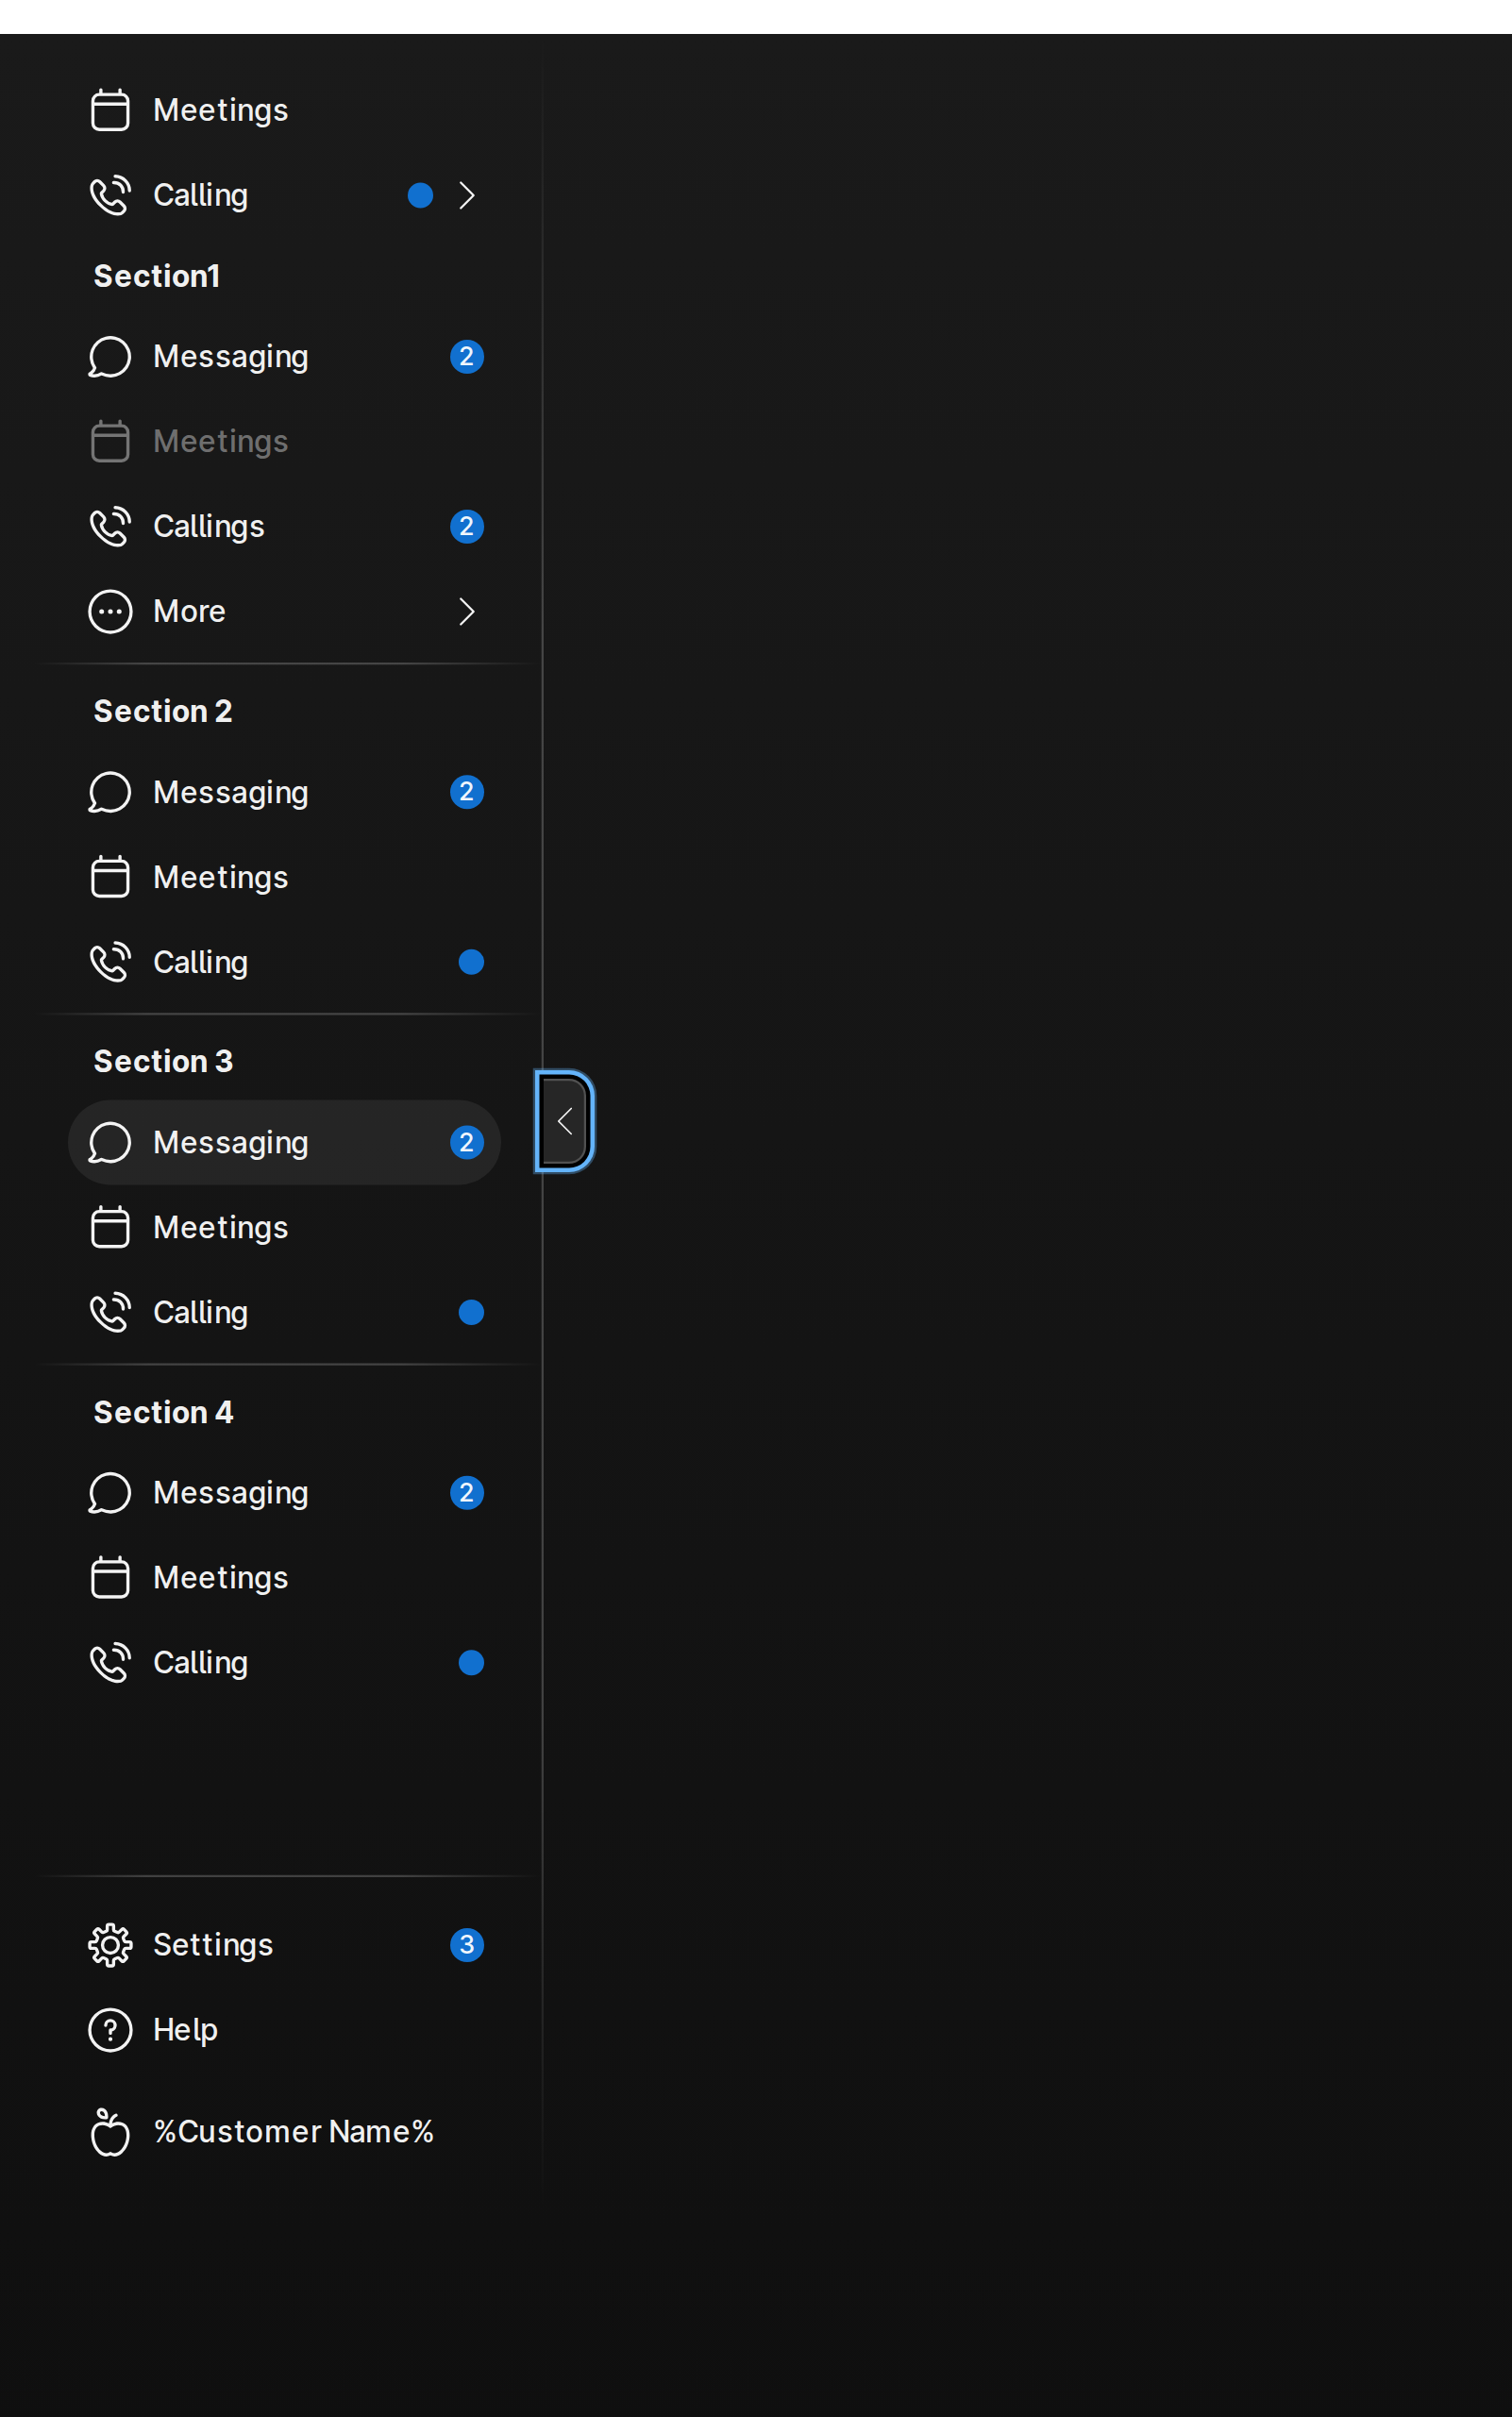 Meetings
Calling
Section1
Messaging 2
Meetings
Callings 2
More
Section 2
Messaging 2
Meetings
Calling
Section 3
Messaging 2
Meetings
Calling
Section 4
Messaging 2
Meetings
Calling
Settings 3
Help
%Customer Name%